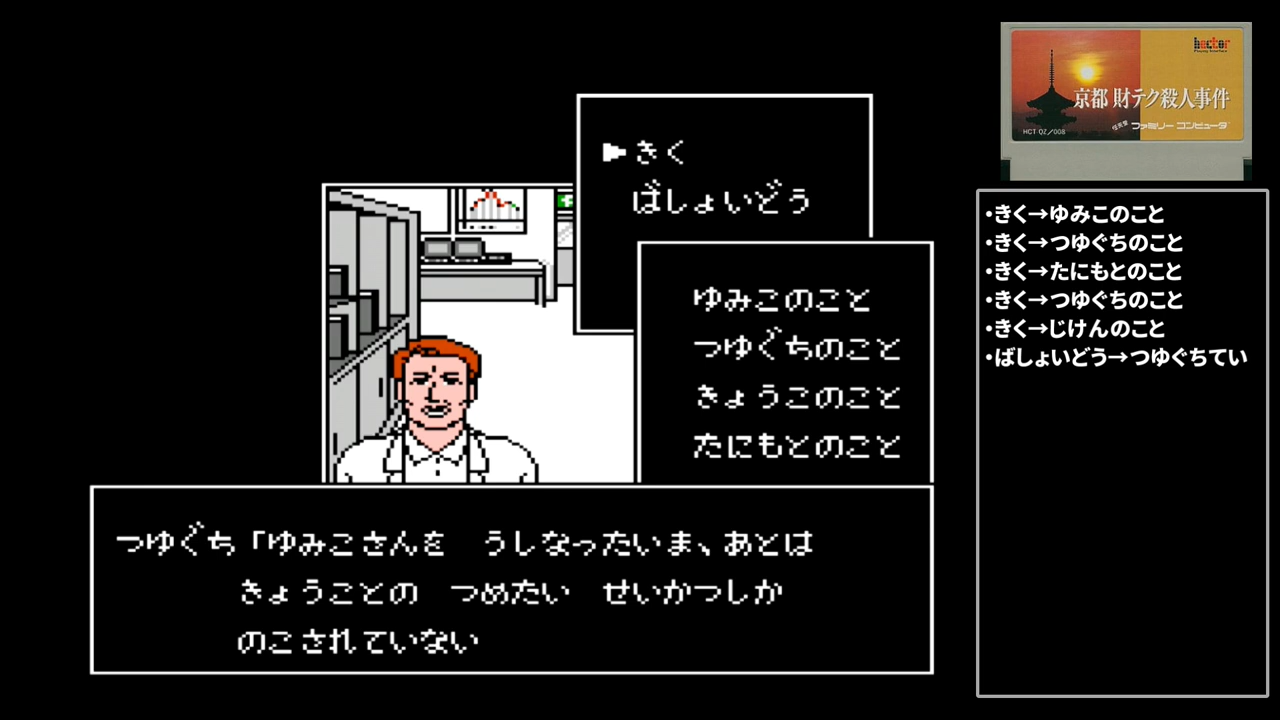 きく
ばしょいどう
ゆみこのこと
つゆぐちのこと
きょうこのこと
たにもとのこと
つゆぐち「ゆみこさんを　うしなったいま、あとは
きょうことの　つめたい　せいかつしか
のこされていない
hector
京都 財テク殺人事件
HCT QZ/008
ファミリー コンピュータ
・きく→ゆみこのこと
・きく→つゆぐちのこと
・きく→たにもとのこと
・きく→つゆぐちのこと
・きく→じけんのこと
・ばしょいどう→つゆぐちてい